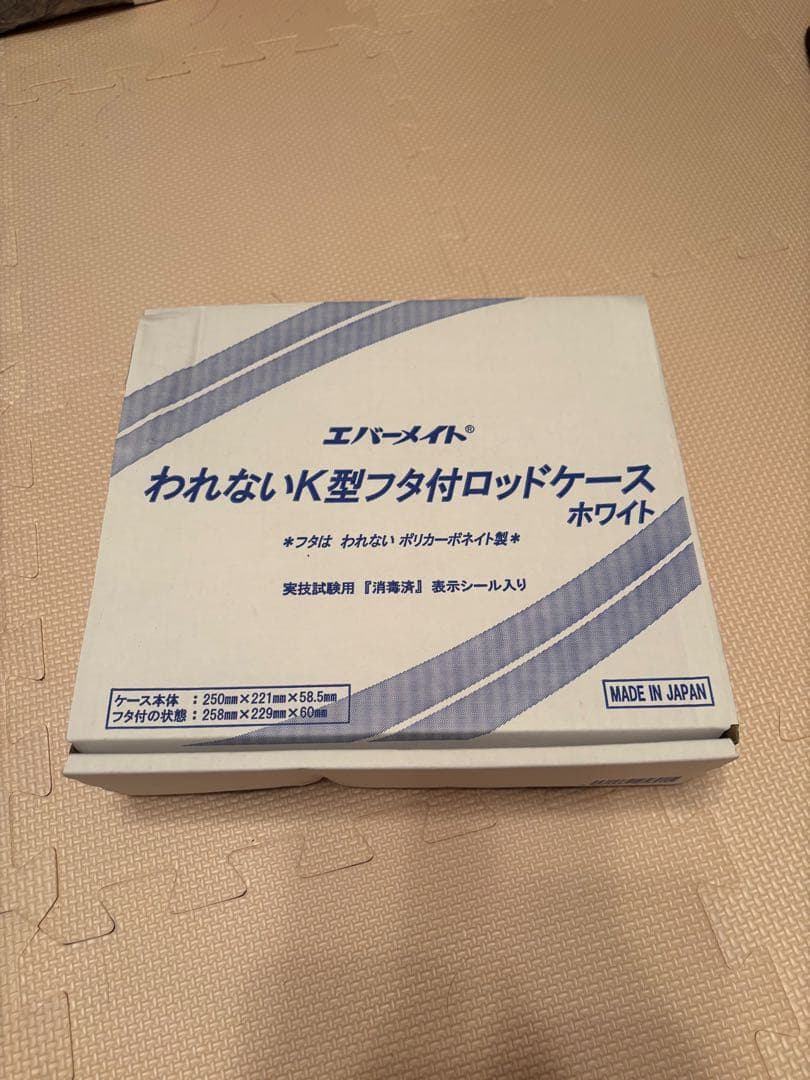 エバーメイト®
われないK型フタ付ロッドケース
ホワイト
*フタは われない ポリカーボネイト製*
実技試験用『消毒済』表示シール入り
ケース本体 :250㎜×221㎜×58.5㎜
フタ付の状態:258㎜×229㎜×60㎜
MADE IN JAPAN